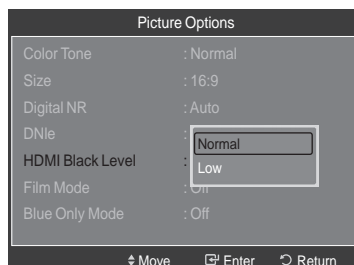 Picture Options
Color Tone : Normal
Size : 16:9
Digital NR : Auto
DNIe :
Normal
HDMI Black Level :
Low
Film Mode : Off
Blue Only Mode : Off
Move Enter Return